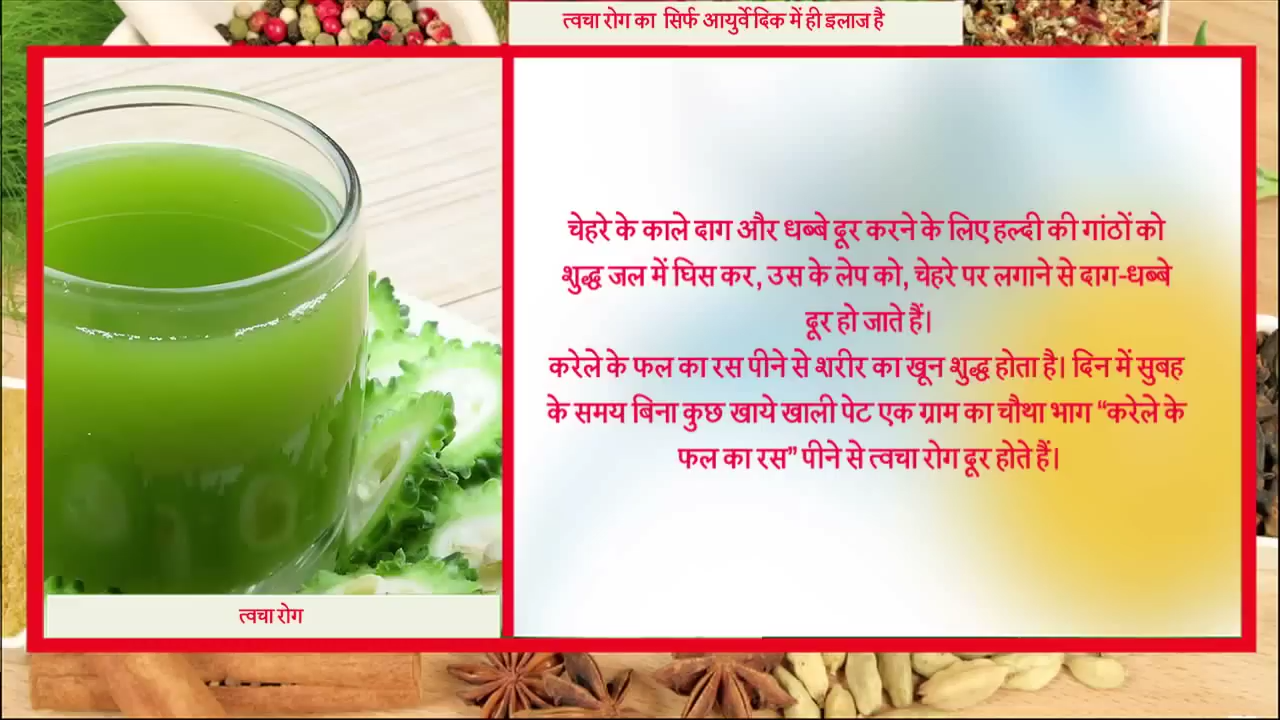 त्वचा रोग का सिर्फ आयुर्वेदिक में ही इलाज है
चेहरे के काले दाग और धब्बे दूर करने के लिए हल्दी की गांठों को
शुद्ध जल में घिस कर, उस के लेप को, चेहरे पर लगाने से दाग-धब्बे
दूर हो जाते हैं।
करेले के फल का रस पीने से शरीर का खून शुद्ध होता है। दिन में सुबह
के समय बिना कुछ खाये खाली पेट एक ग्राम का चौथा भाग “करेले के
फल का रस” पीने से त्वचा रोग दूर होते हैं।
त्वचा रोग